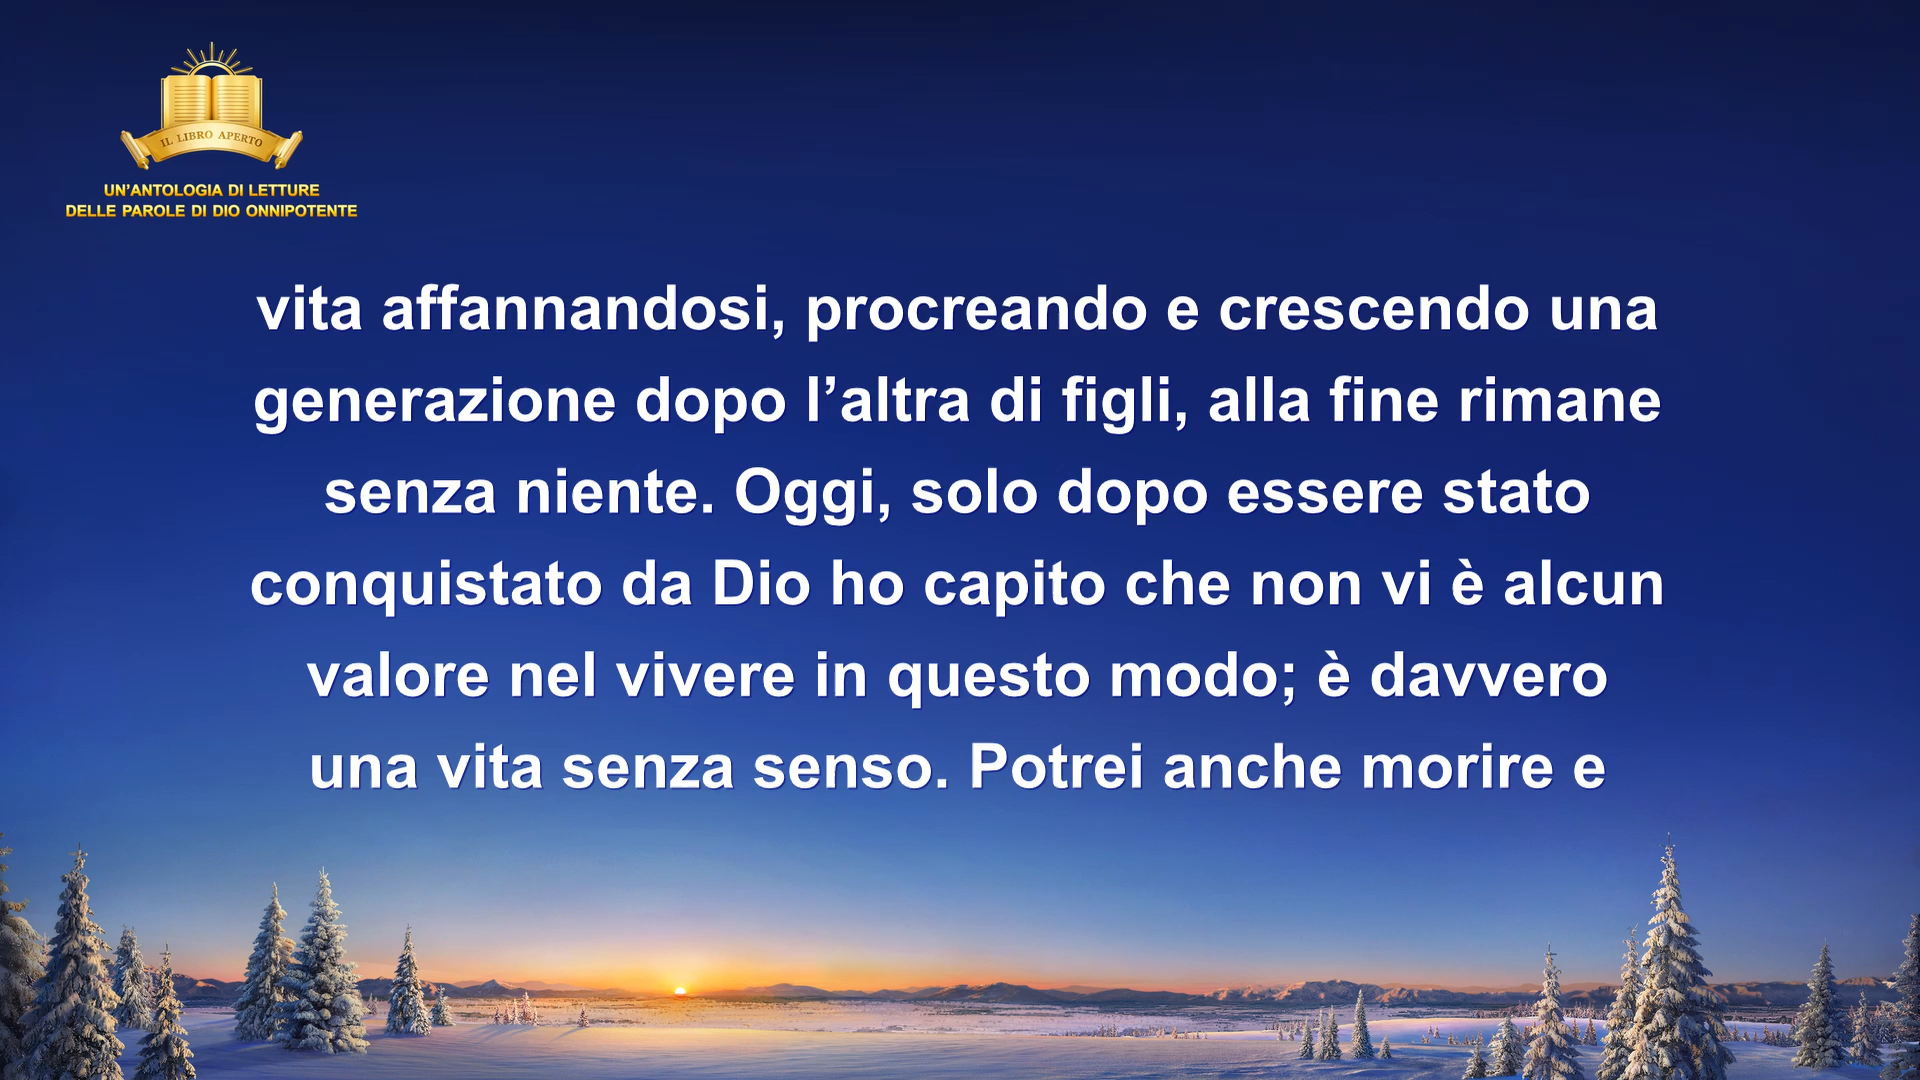 IL LIBRO APERTO
UN’ANTOLOGIA DI LETTURE
DELLE PAROLE DI DIO ONNIPOTENTE
vita affannandosi, procreando e crescendo una
generazione dopo l’altra di figli, alla fine rimane
senza niente. Oggi, solo dopo essere stato
conquistato da Dio ho capito che non vi è alcun
valore nel vivere in questo modo; è davvero
una vita senza senso. Potrei anche morire e